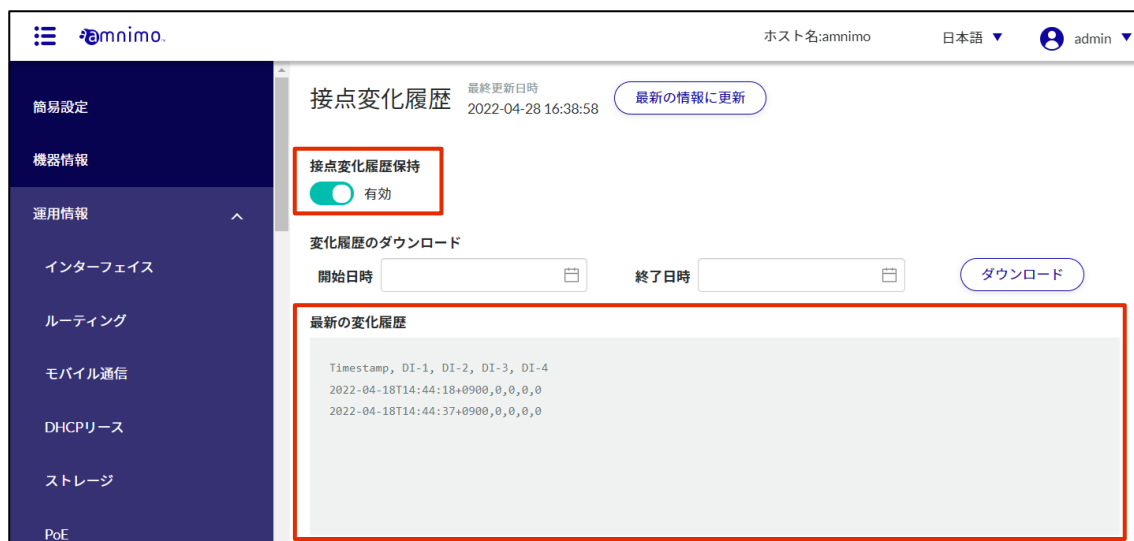 amnimo
ホスト名:amnimo
日本語 ▼
admin ▼
簡易設定
機器情報
運用情報
インターフェイス
ルーティング
モバイル通信
DHCPリース
ストレージ
PoE
接点変化履歴
最終更新日時
2022-04-28 16:38:58
最新の情報に更新
接点変化履歴保持
有効
変化履歴のダウンロード
開始日時
終了日時
ダウンロード
最新の変化履歴
Timestamp, DI-1, DI-2, DI-3, DI-4
2022-04-18T14:44:18+0900,0,0,0,0
2022-04-18T14:44:37+0900,0,0,0,0